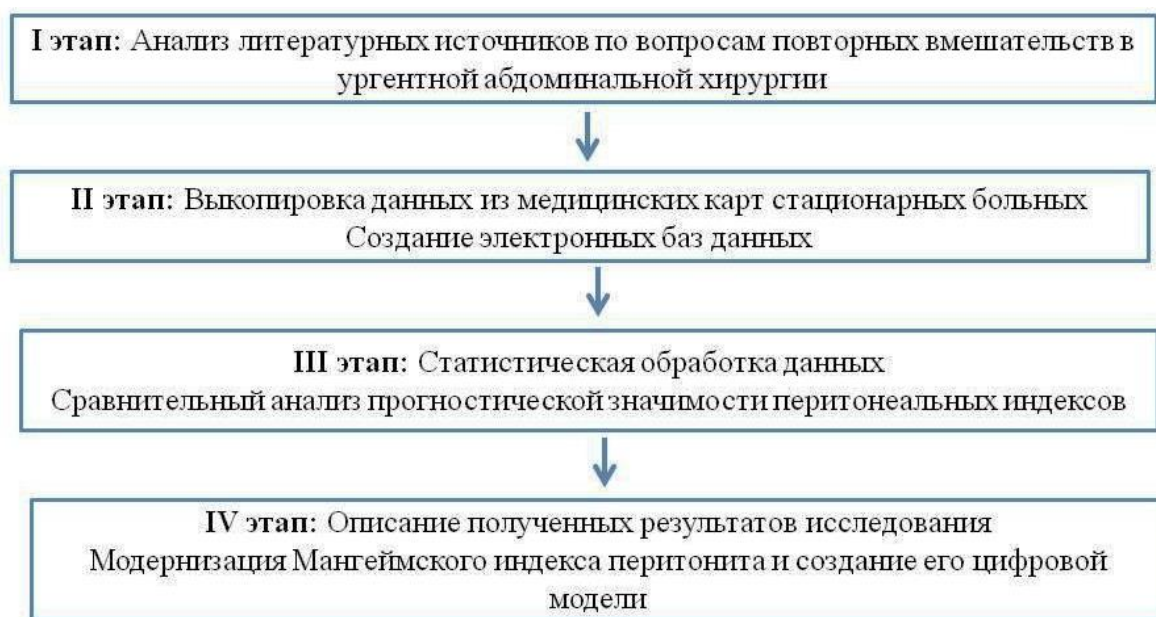 I этап: Анализ литературных источников по вопросам повторных вмешательств в
ургентной абдоминальной хирургии
II этап: Выкопировка данных из медицинских карт стационарных больных
Создание электронных баз данных
III этап: Статистическая обработка данных
Сравнительный анализ прогностической значимости перитонеальных индексов
IV этап: Описание полученных результатов исследования
Модернизация Мангеймского индекса перитонита и создание его цифровой
модели